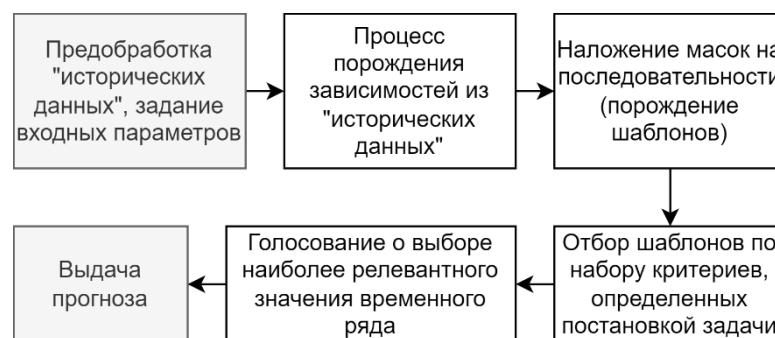 Предобработка
"исторических
данных", задание
входных параметров
Процесс
порождения
зависимостей из
"исторических
данных"
Наложение масок на
последовательности
(порождение
шаблонов)
Отбор шаблонов по
набору критериев,
определенных
постановкой задачи
Голосование о выборе
наиболее релевантного
значения временного
ряда
Выдача
прогноза